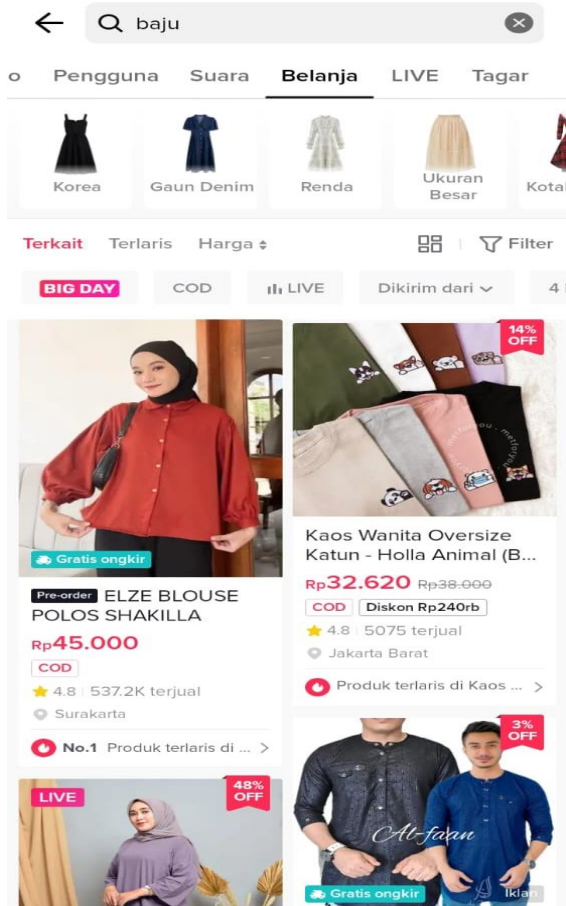 baju
o Pengguna Suara Belanja LIVE Tagar
Korea
Gaun Denim
Renda
Ukuran
Besar
Kota
Terkait Terlaris Harga Filter
BIG DAY COD LIVE Dikirim dari 4
Gratis ongkir
Pre-order ELZE BLOUSE
POLOS SHAKILLA
Rp45.000
COD
4.8 537.2K terjual
Surakarta
No.1 Produk terlaris di ...
LIVE
48%
OFF
14%
OFF
Kaos Wanita Oversize
Katun - Holla Animal (B...
Rp32.620 Rp38.000
COD Diskon Rp240rb
4.8 5075 terjual
Jakarta Barat
Produk terlaris di Kaos ...
3%
OFF
Al-faan
Gratis ongkir
Iklan